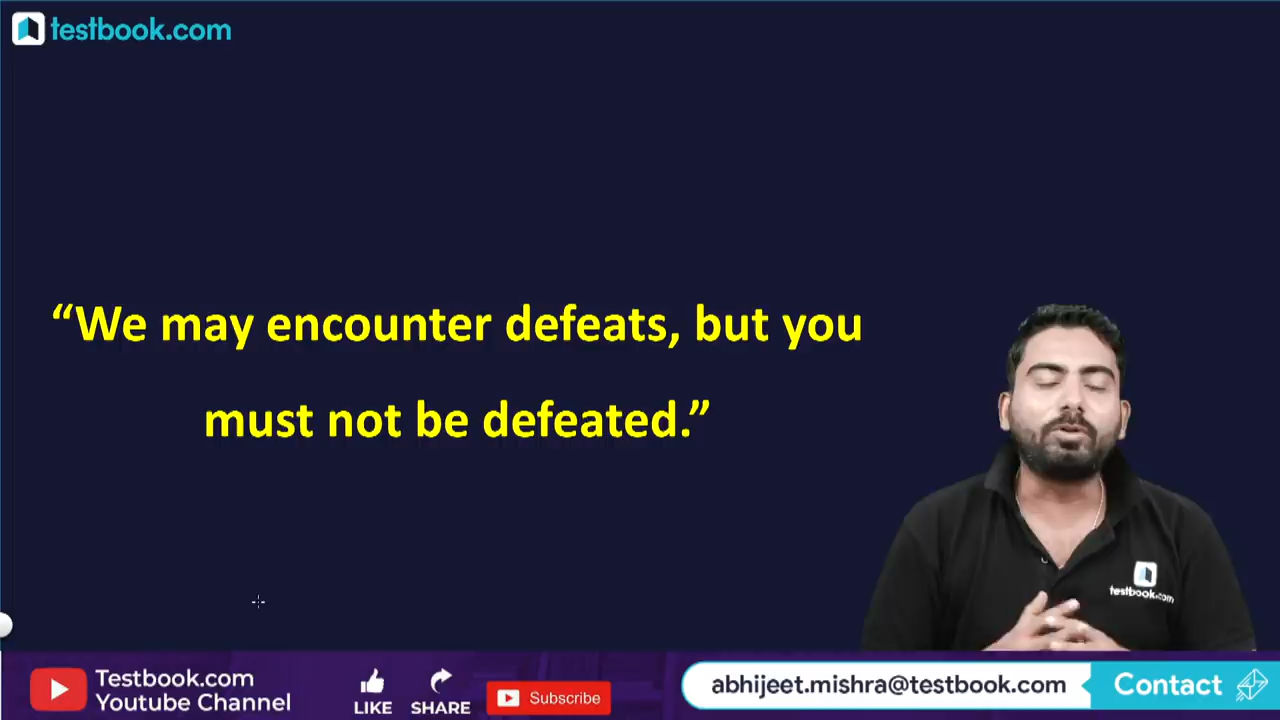 testbook.com
“We may encounter defeats, but you
must not be defeated.”
testbook.com
Testbook.com
Youtube Channel
LIKE
SHARE
Subscribe
abhijeet.mishra@testbook.com
Contact